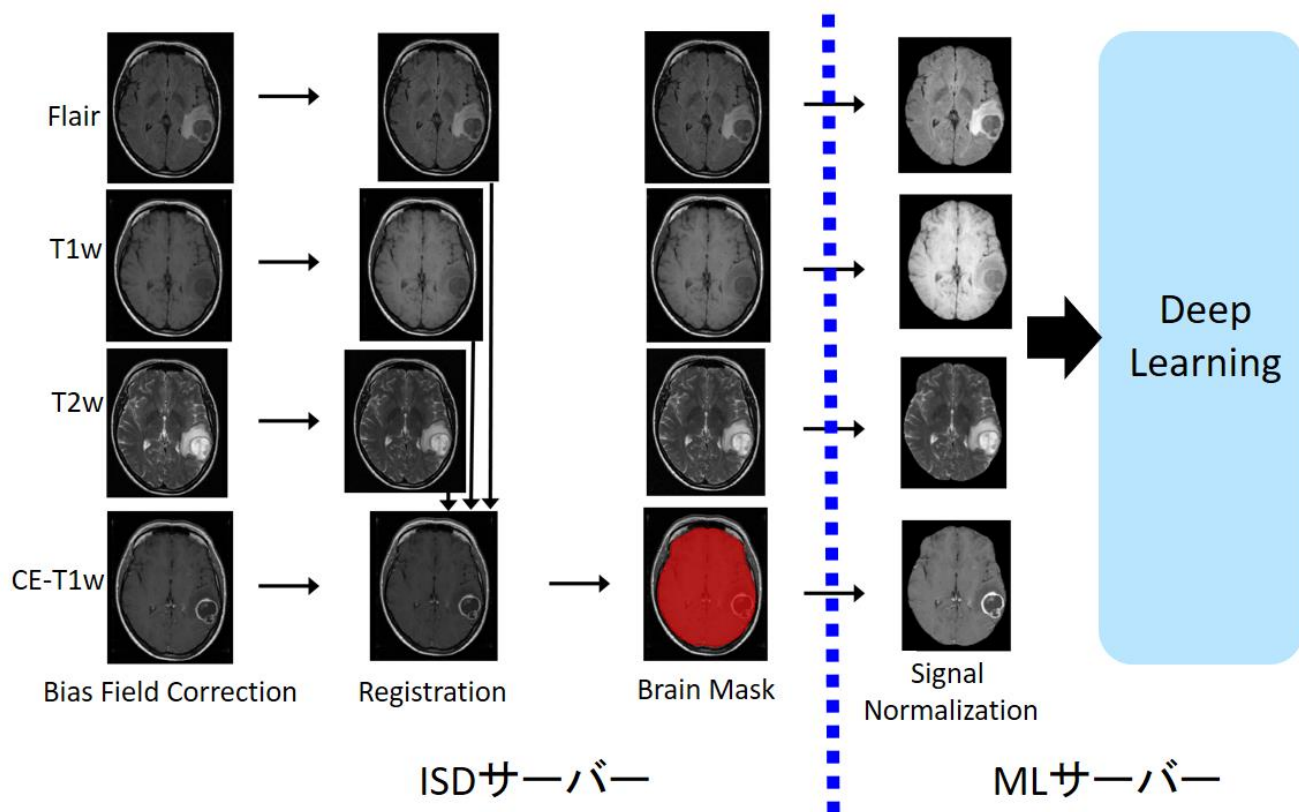 Flair
T1w
T2w
CE-T1w
Bias Field Correction
Registration
Brain Mask
Signal
Normalization
Deep
Learning
ISDサーバー
MLサーバー